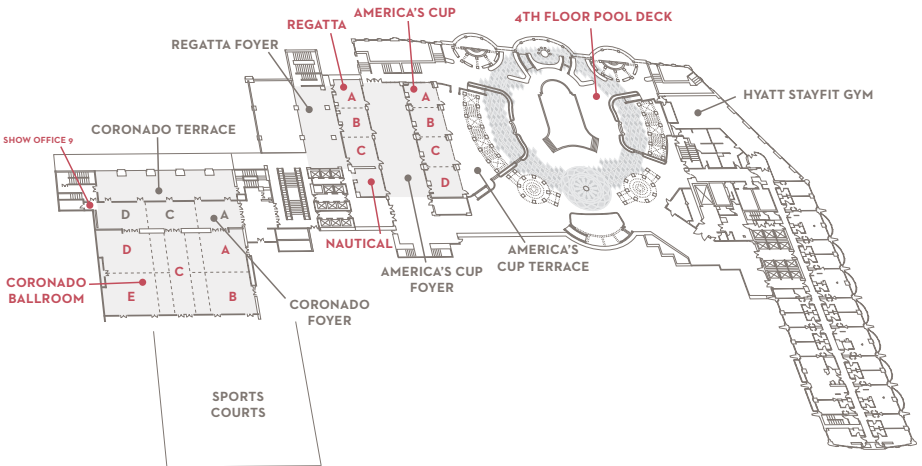 AMERICA'S CUP
4TH FLOOR POOL DECK
REGATTA
REGATTA FOYER
HYATT STAYFIT GYM
A
A
B
B
C
C
D
CORONADO TERRACE
SHOW OFFICE 9
D
C
A
NAUTICAL
D
A
C
E
B
CORONADO
BALLROOM
AMERICA'S CUP
FOYER
AMERICA'S
CUP TERRACE
CORONADO
FOYER
SPORTS
COURTS